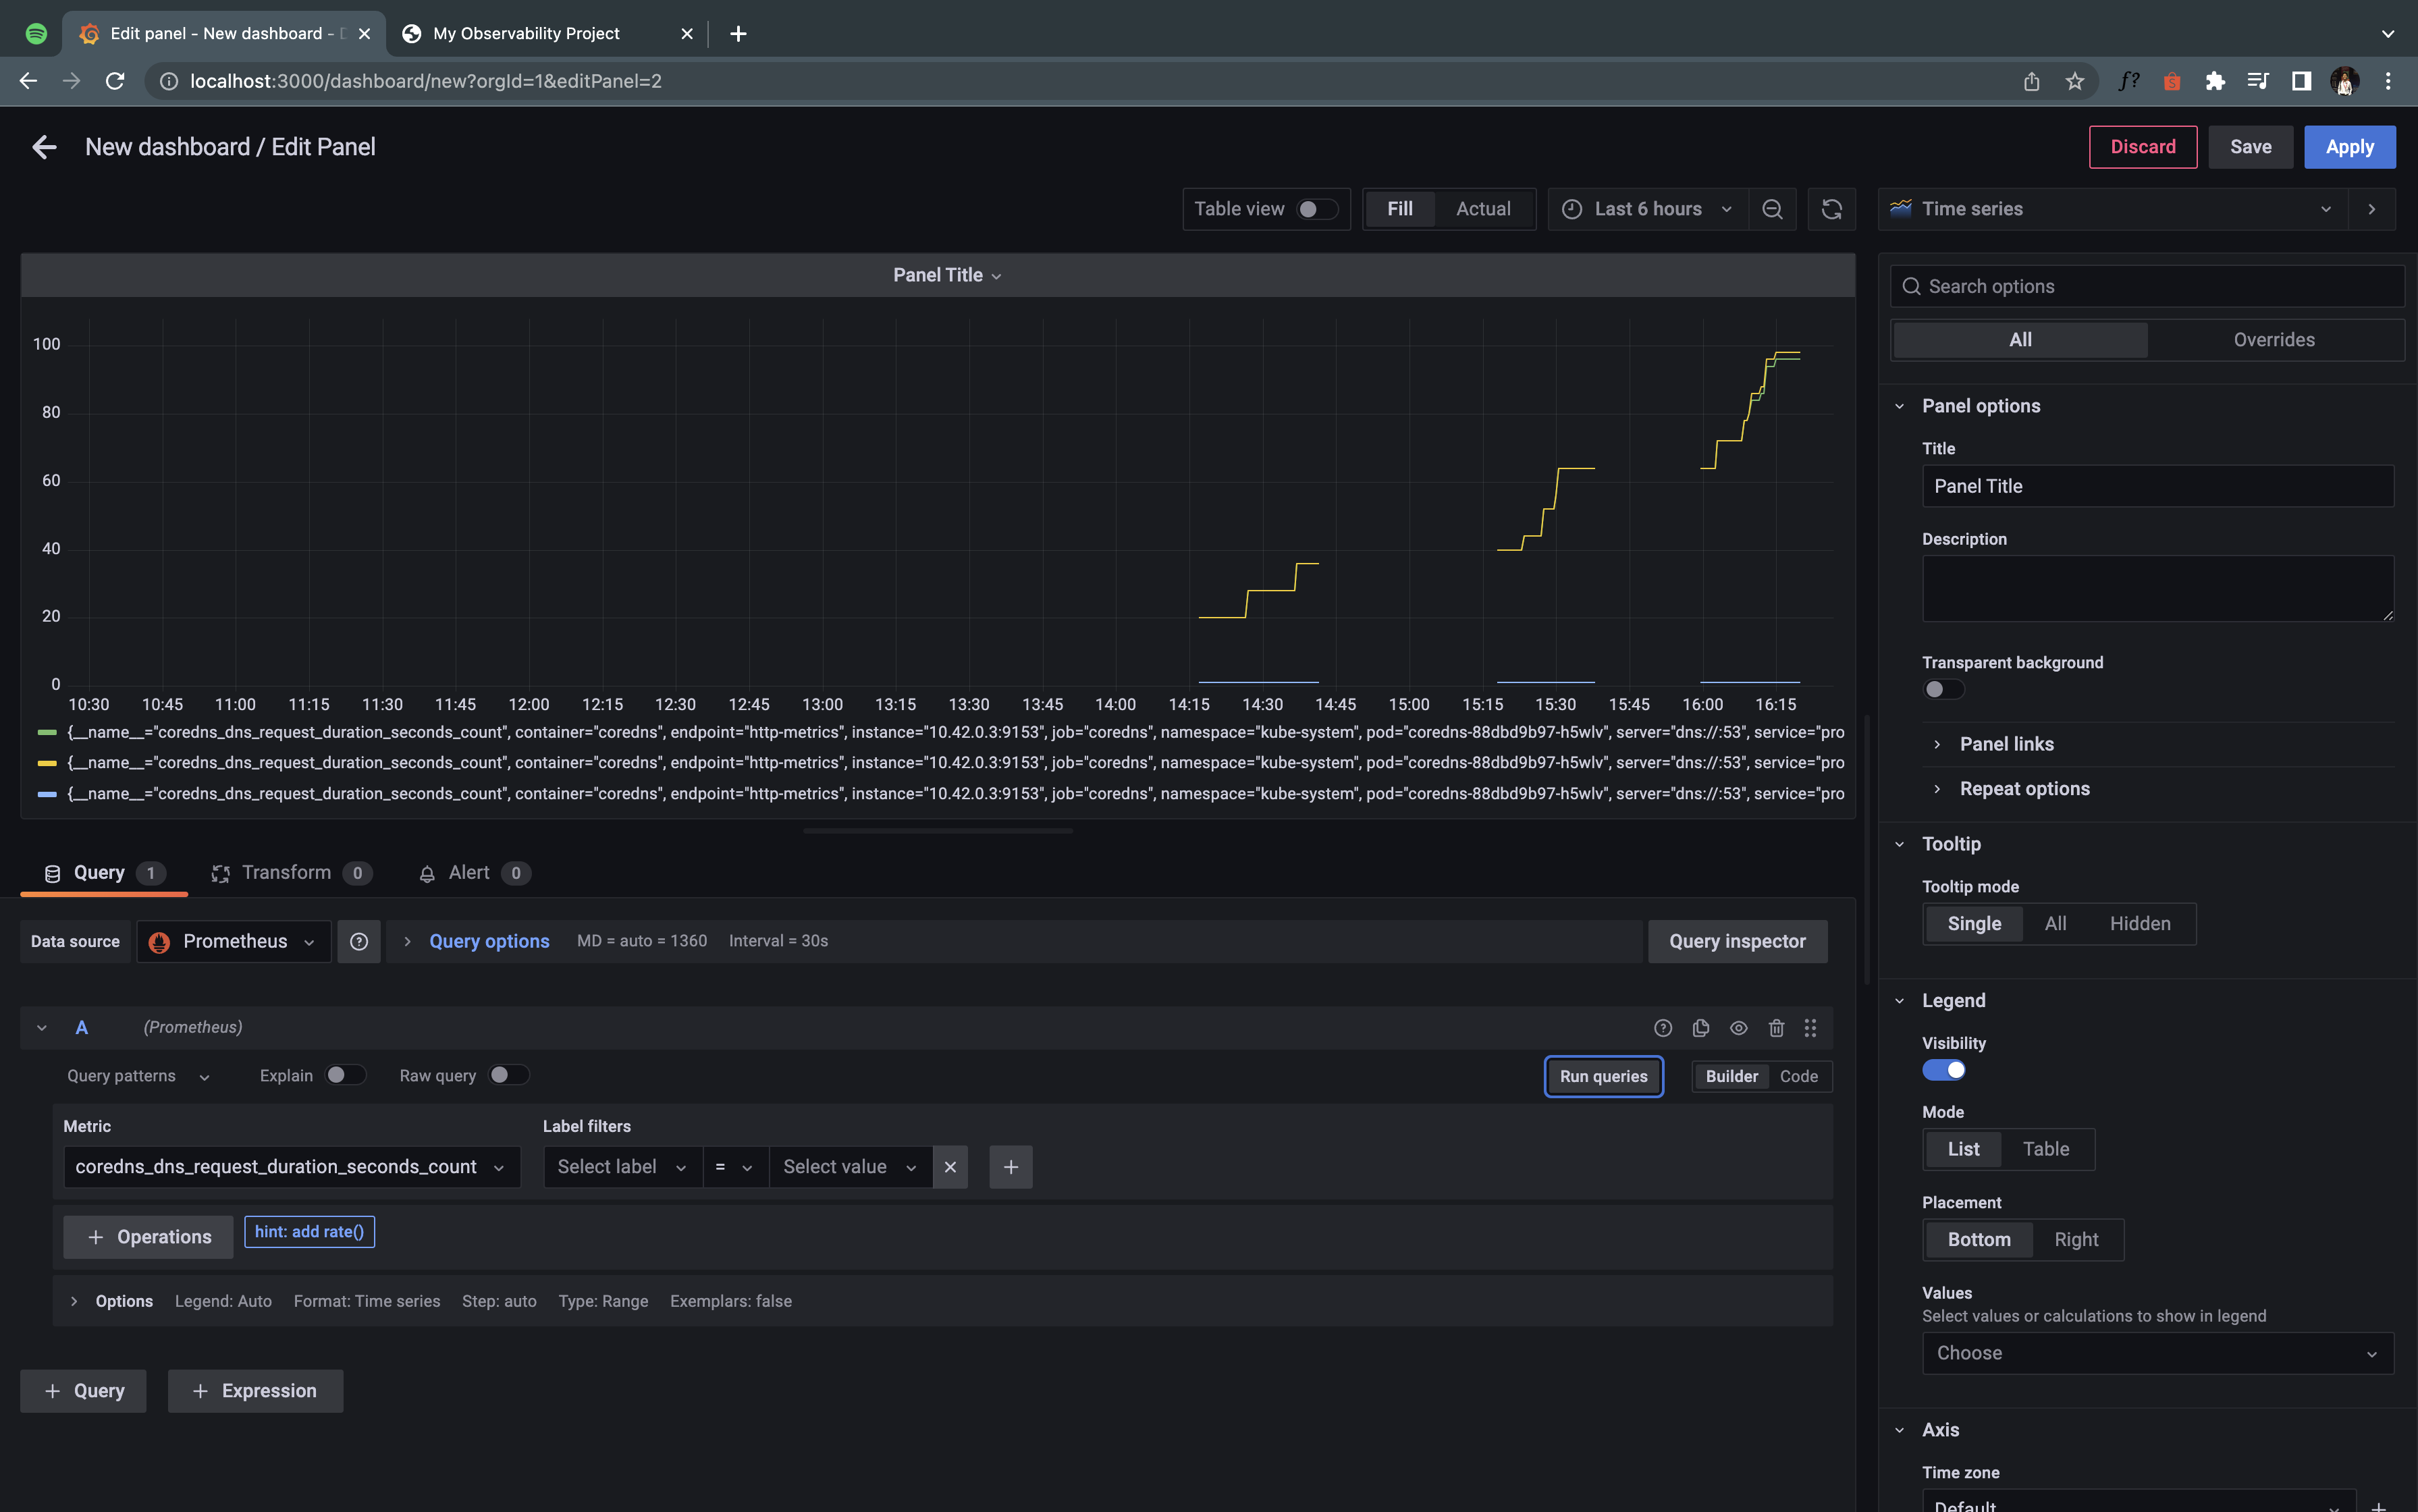 Edit panel - New dashboard - D
My Observability Project
localhost:3000/dashboard/new?orgId=1&editPanel=2
f?
New dashboard / Edit Panel
Discard
Save
Apply
Table view
Fill
Actual
Last 6 hours
Time series
Panel Title
Search options
All
Overrides
100
80
60
40
20
0
10:30 10:45 11:00 11:15 11:30 11:45 12:00 12:15 12:30 12:45 13:00 13:15 13:30 13:45 14:00 14:15 14:30 14:45 15:00 15:15 15:30 15:45 16:00 16:15
{__name__="coredns_dns_request_duration_seconds_count", container="coredns", endpoint="http-metrics", instance="10.42.0.3:9153", job="coredns", namespace="kube-system", pod="coredns-88dbd9b97-h5wlv", server="dns://:53", service="pro
{__name__="coredns_dns_request_duration_seconds_count", container="coredns", endpoint="http-metrics", instance="10.42.0.3:9153", job="coredns", namespace="kube-system", pod="coredns-88dbd9b97-h5wlv", server="dns://:53", service="pro
{__name__="coredns_dns_request_duration_seconds_count", container="coredns", endpoint="http-metrics", instance="10.42.0.3:9153", job="coredns", namespace="kube-system", pod="coredns-88dbd9b97-h5wlv", server="dns://:53", service="pro
Query 1
Transform 0
Alert 0
Data source
Prometheus
Query options
MD = auto = 1360
Interval = 30s
Query inspector
A
(Prometheus)
Query patterns
Explain
Raw query
Run queries
Builder
Code
Metric
Label filters
coredns_dns_request_duration_seconds_count
Select label
=
Select value
+ Operations
hint: add rate()
Options
Legend: Auto
Format: Time series
Step: auto
Type: Range
Exemplars: false
+ Query
+ Expression
Panel options
Title
Panel Title
Description
Transparent background
Panel links
Repeat options
Tooltip
Tooltip mode
Single
All
Hidden
Legend
Visibility
Mode
List
Table
Placement
Bottom
Right
Values
Select values or calculations to show in legend
Choose
Axis
Time zone
Default